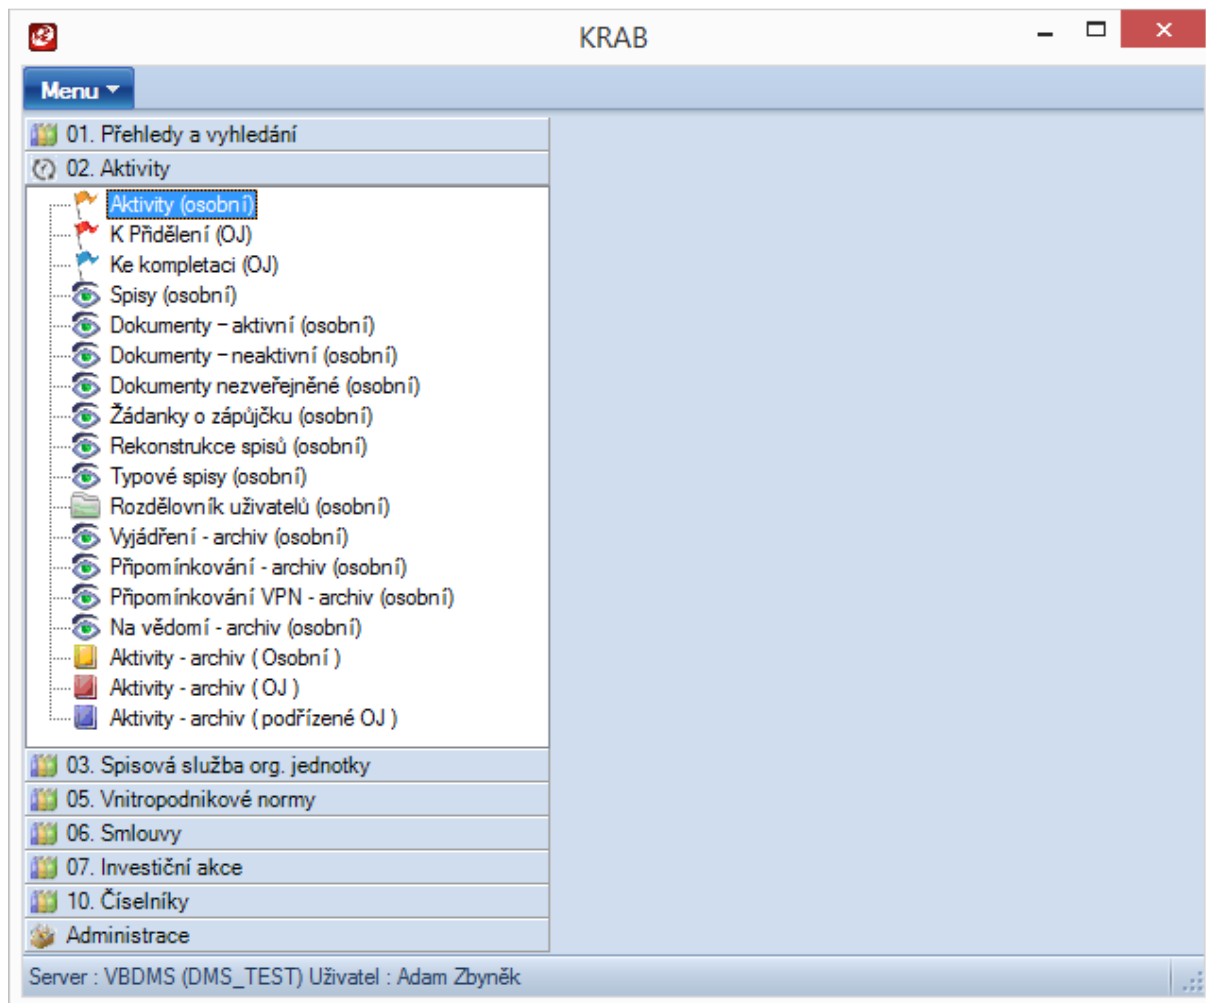 KRAB
Menu
01. Přehledy a vyhledání
02. Aktivity
Aktivity (osobní)
K Přidělení (OJ)
Ke kompletaci (OJ)
Spisy (osobní)
Dokumenty – aktivní (osobní)
Dokumenty – neaktivní (osobní)
Dokumenty nezveřejněné (osobní)
Žádanky o zápůjčku (osobní)
Rekonstrukce spisů (osobní)
Typové spisy (osobní)
Rozdělovník uživatelů (osobní)
Vyjádření - archiv (osobní)
Připomínkování - archiv (osobní)
Připomínkování VPN - archiv (osobní)
Na vědomí - archiv (osobní)
Aktivity - archiv ( Osobní )
Aktivity - archiv ( OJ )
Aktivity - archiv ( podřízené OJ )
03. Spisová služba org. jednotky
05. Vnitropodnikové normy
06. Smlouvy
07. Investiční akce
10. Číselníky
Administrace
Server : VBDMS (DMS_TEST) Uživatel : Adam Zbyněk